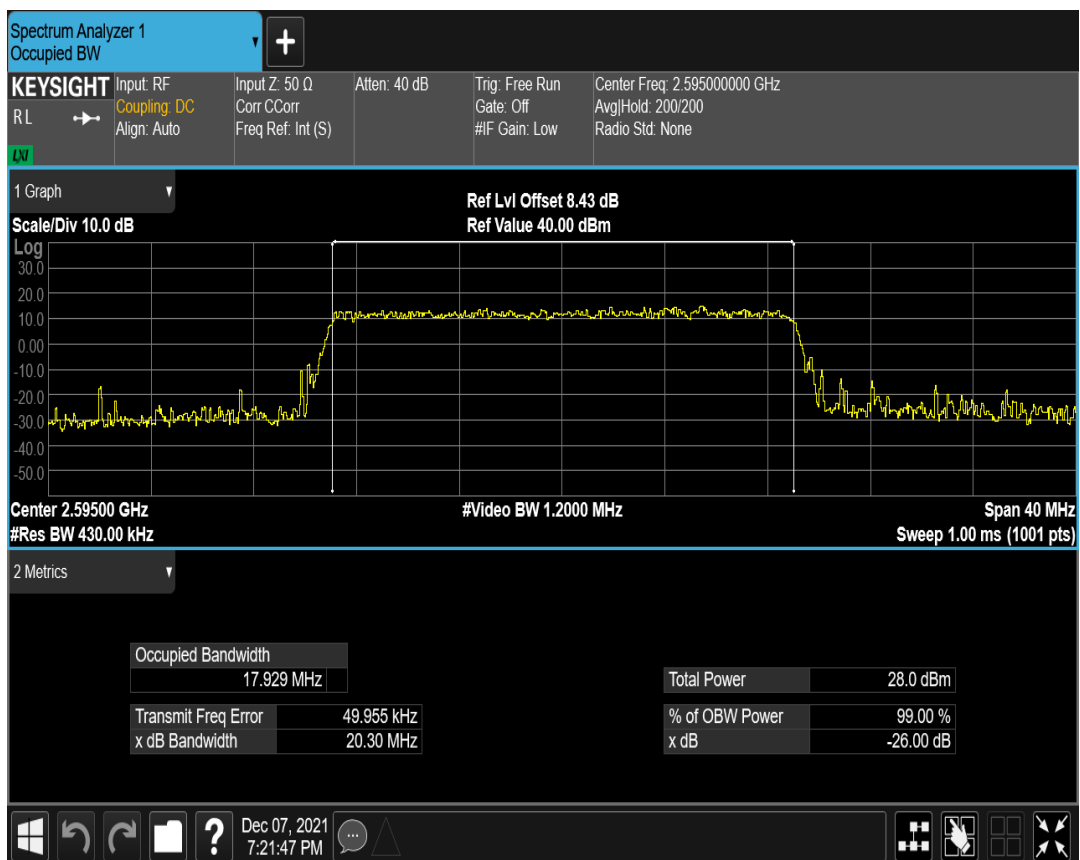 Spectrum Analyzer 1
Occupied BW
▼
+
KEYSIGHT
RL
LXI
Input: RF
Coupling: DC
Align: Auto
Input Z: 50 Ω
Corr CCorr
Freq Ref: Int (S)
Atten: 40 dB
Trig: Free Run
Gate: Off
#IF Gain: Low
Center Freq: 2.595000000 GHz
Avg|Hold: 200/200
Radio Std: None
1 Graph
Scale/Div 10.0 dB
Ref Lvl Offset 8.43 dB
Ref Value 40.00 dBm
Log
30.0
20.0
10.0
0.00
-10.0
-20.0
-30.0
-40.0
-50.0
Center 2.59500 GHz
#Video BW 1.2000 MHz
Span 40 MHz
#Res BW 430.00 kHz
Sweep 1.00 ms (1001 pts)
2 Metrics
Occupied Bandwidth
17.929 MHz
Total Power 28.0 dBm
Transmit Freq Error 49.955 kHz
% of OBW Power 99.00 %
x dB Bandwidth 20.30 MHz
x dB -26.00 dB
?
Dec 07, 2021
7:21:47 PM